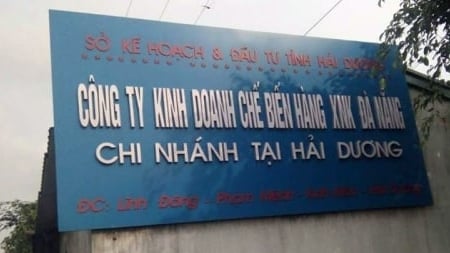 SỞ KẾ HOẠCH & ĐẦU TƯ TỈNH HẢI DƯƠNG
CÔNG TY KINH DOANH CHẾ BIẾN HÀNG XNK ĐÀ NẴNG
CHI NHÁNH TẠI HẢI DƯƠNG
ĐC: Lĩnh Đông - Phạm